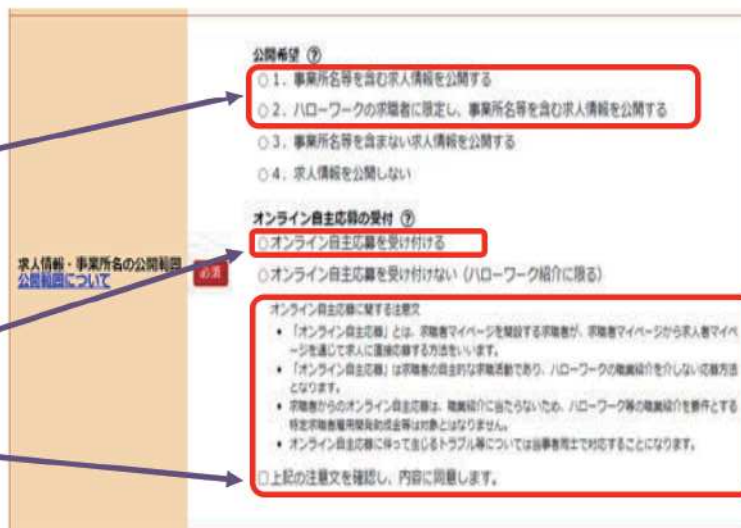 公開希望 ?
1. 事業所名等を含む求人情報を公開する
2. ハローワークの求職者に限定し、事業所名等を含む求人情報を公開する
3. 事業所名等を含まない求人情報を公開する
4. 求人情報を公開しない
オンライン自主応募の受付 ?
オンライン自主応募を受け付ける
求人情報・事業所名の公開範囲
公開範囲について
必須
オンライン自主応募を受け付けない（ハローワーク紹介に限る）
オンライン自主応募に関する注意文
• 「オンライン自主応募」とは、求職者マイページを開設する求職者が、求職者マイページから求人者マイペ
ージを通じて求人に直接応募する方法をいいます。
• 「オンライン自主応募」は求職者の自主的な求職活動であり、ハローワークの職業紹介を介しない応募方法
となります。
• 求職者からのオンライン自主応募は、職業紹介に当たらないため、ハローワーク等の職業紹介を要件とする
特定求職者雇用開発助成金等は対象とはなりません。
• オンライン自主応募に伴って生じるトラブル等については当事者同士で対応することになります。
上記の注意文を確認し、内容に同意します。